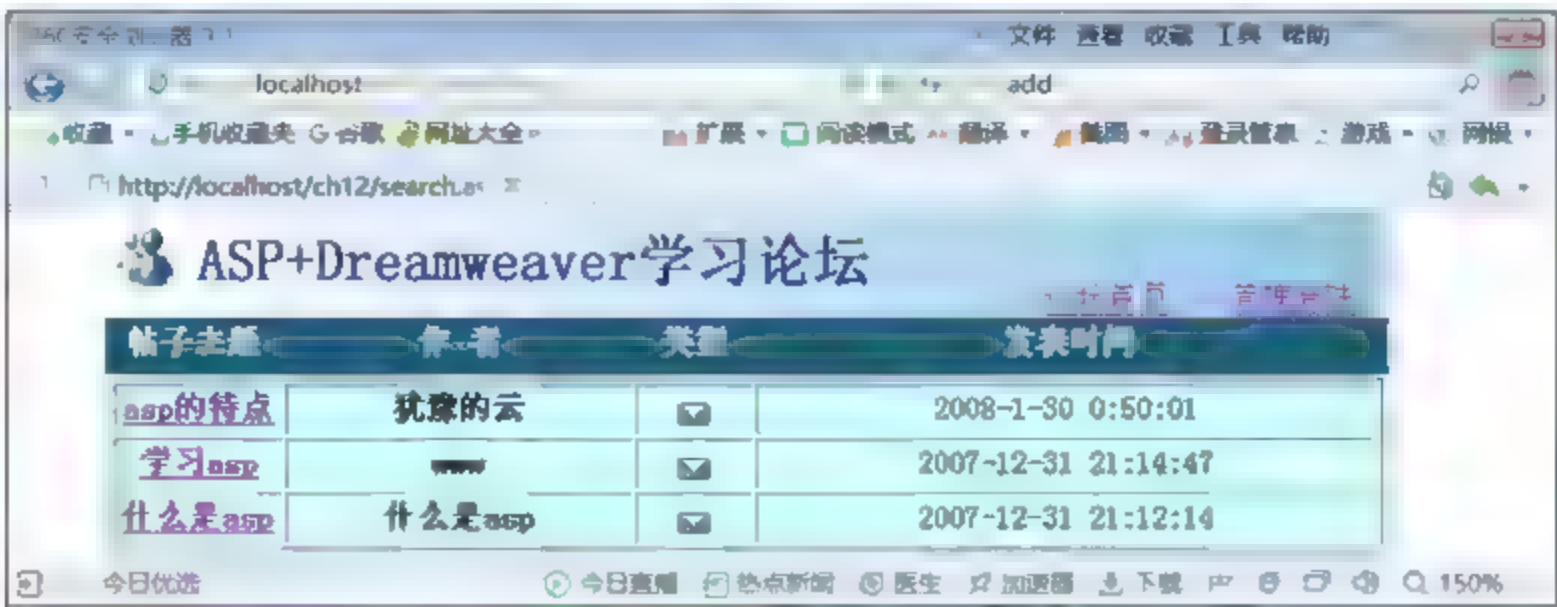 文件 查看 收藏 工具 帮助
localhost add
收藏 手机收藏夹 G 谷歌 网址大全 扩展 阅读模式 翻译 截图 登录管家 游戏 网银
http://localhost/ch12/search.as
ASP+Dreamweaver学习论坛
帖子主题 作者 类型 发表时间
asp的特点 犹豫的云 2008-1-30 0:50:01
学习asp 2007-12-31 21:14:47
什么是asp 什么是asp 2007-12-31 21:12:14
今日优选 今日直播 热点新闻 医生 加速器 下载 150%